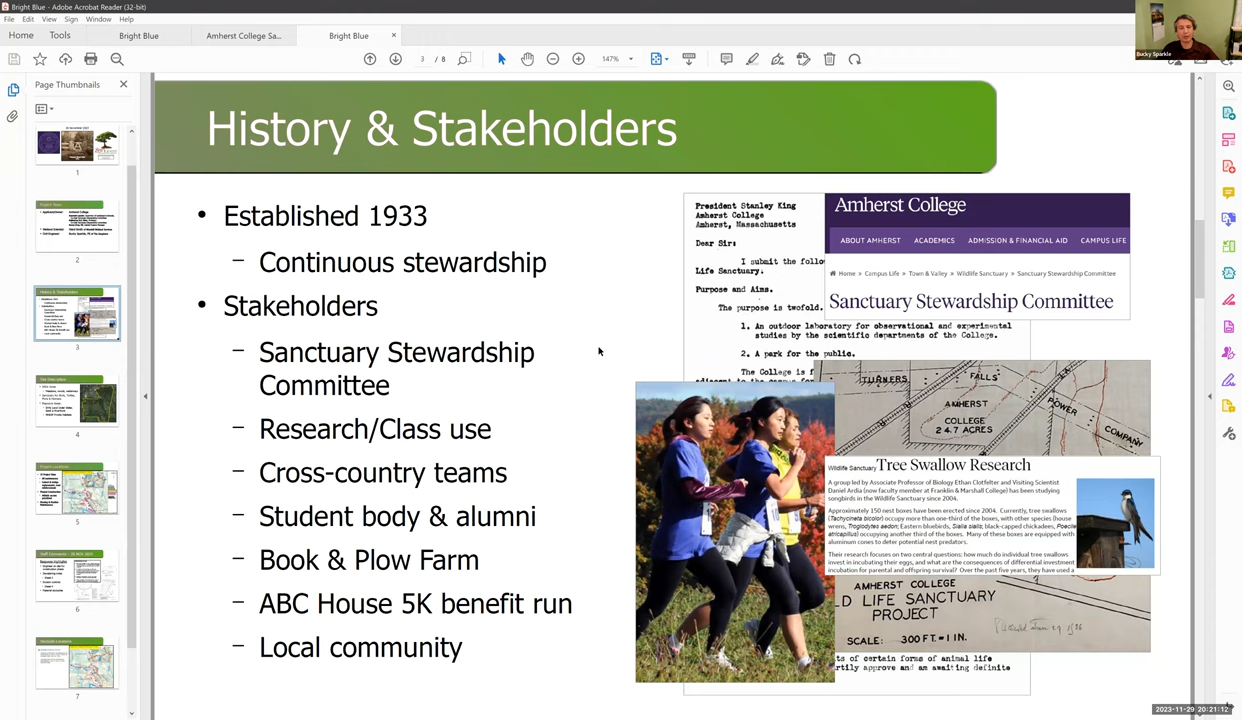 Bright Blue - Adobe Acrobat Reader (32-bit)
File Edit View Sign Window Help
Home Tools Bright Blue Amherst College Sa... Bright Blue ×
3 / 8 147%
Bucky Sparkle
Page Thumbnails
1
2
3
4
5
6
7
History & Stakeholders
• Established 1933
– Continuous stewardship
• Stakeholders
– Sanctuary Stewardship
Committee
– Research/Class use
– Cross-country teams
– Student body & alumni
– Book & Plow Farm
– ABC House 5K benefit run
– Local community
President Stanley King
Amherst College
Amherst, Massachusetts
Dear Sir:
I submit the follo
Life Sanctuary.
Purpose and Aims.
The purpose is twofold.
1. An outdoor laboratory for observational and experimental
studies by the scientific departments of the College.
2. A park for the public.
The College is f
Amherst College
ABOUT AMHERST ACADEMICS ADMISSION & FINANCIAL AID CAMPUS LIFE
Home » Campus Life » Town & Valley » Wildlife Sanctuary » Sanctuary Stewardship Committee
Sanctuary Stewardship Committee
TURNERS FALLS
POWER
COMPANY
AMHERST
COLLEGE
24.7 ACRES
Wildlife Sanctuary Tree Swallow Research
A group led by Associate Professor of Biology Ethan Clotfelter and Visiting Scientist
Daniel Ardia (now faculty member at Franklin & Marshall College) has been studying
songbirds in the Wildlife Sanctuary since 2004.
Approximately 150 nest boxes have been erected since 2004. Currently, tree swallows
(Tachycineta bicolor) occupy more than one-third of the boxes, with other species (house
wrens, Troglodytes aedon; Eastern bluebirds, Sialia sialis; black-capped chickadees, Poecile
atricapillus) occupying another third of the boxes. Many of these boxes are equipped with
aluminum cones to deter potential nest predators.
Their research focuses on two central questions: how much do individual tree swallows
invest in incubating their eggs, and what are the consequences of differential investment
incubation for parental and offspring survival? Over the past five years, they have used a
AMHERST COLLEGE
LD LIFE SANCTUARY
PROJECT
SCALE: 300 FT.=1 IN.
ts of certain forms of animal life
rtily approve and am awaiting definite
2023-11-29 20:21:12